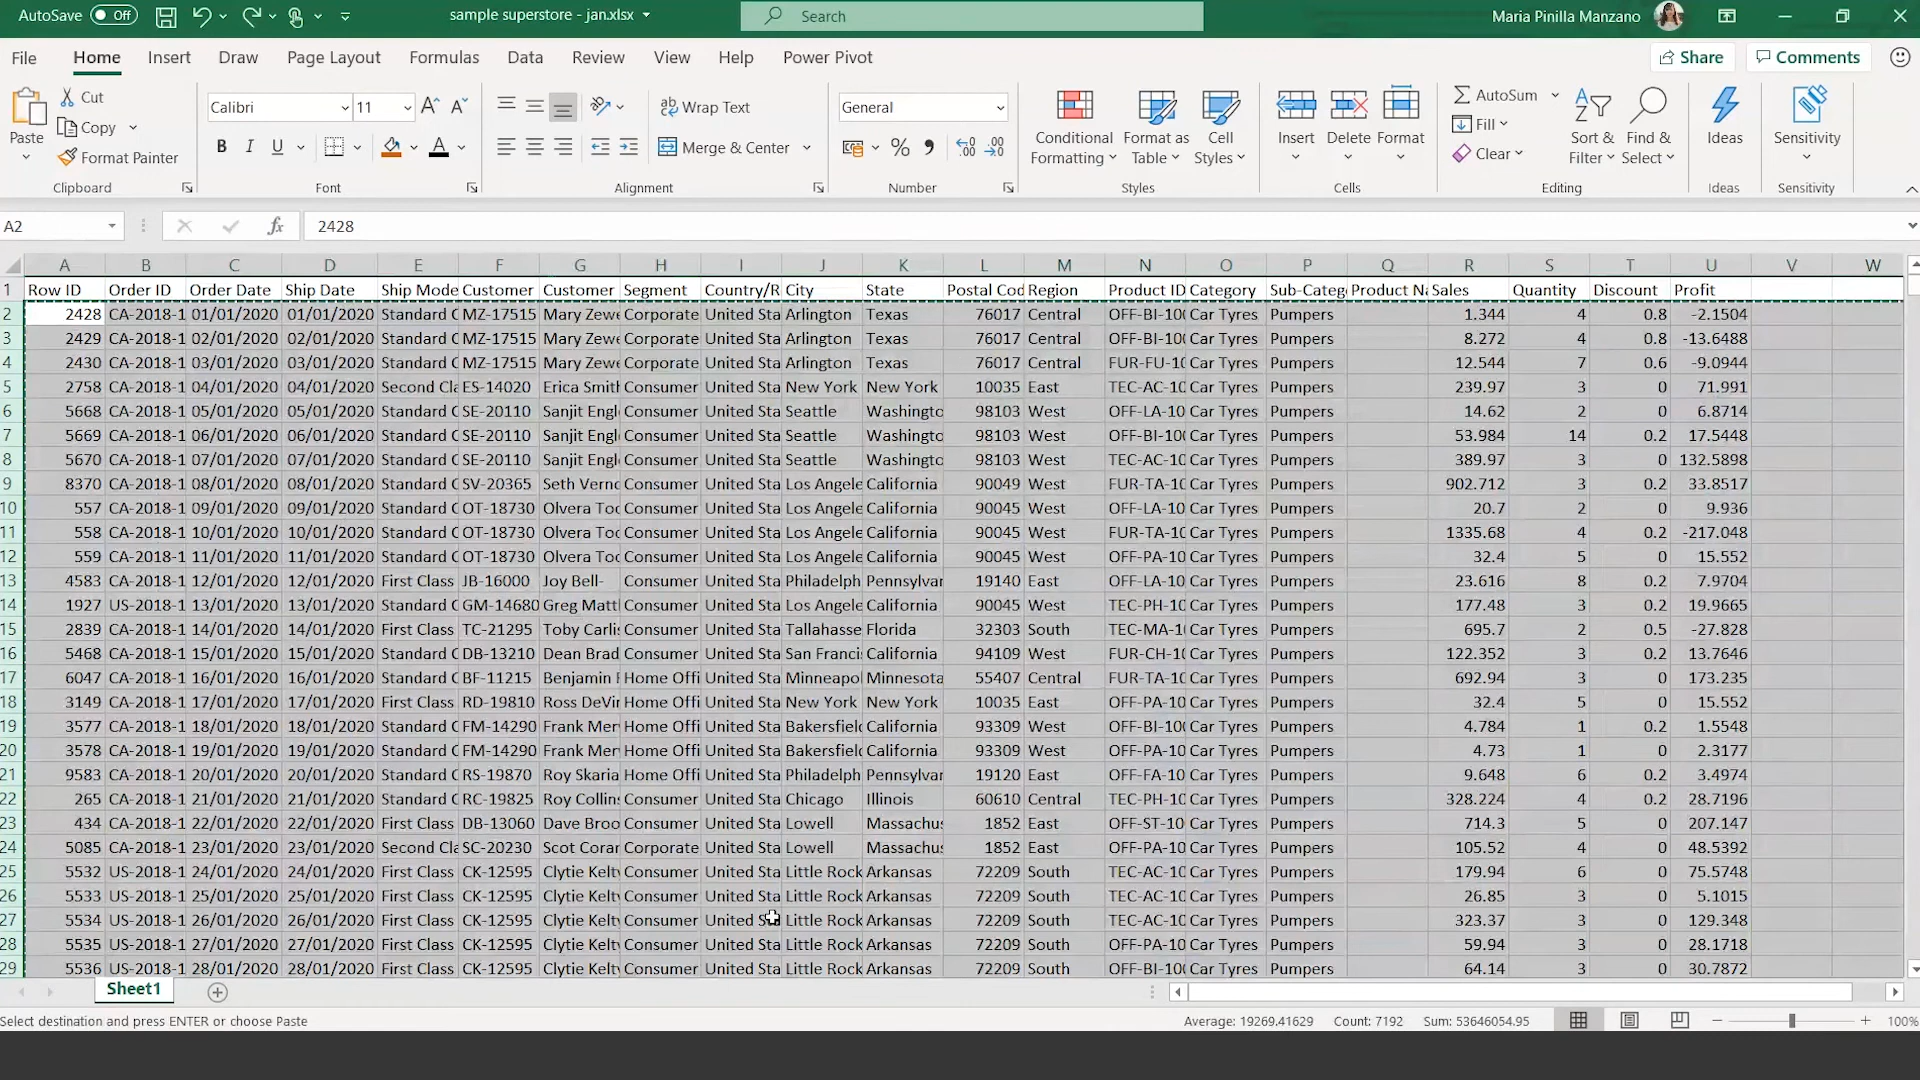 AutoSave Off sample superstore - jan.xlsx Search Maria Pinilla Manzano
File Home Insert Draw Page Layout Formulas Data Review View Help Power Pivot Share Comments
Paste Cut Copy Format Painter Clipboard
Calibri 11 B I U A Font
Wrap Text Merge & Center Alignment
General % Number
Conditional Formatting Format as Table Cell Styles Styles
Insert Delete Format Cells
AutoSum Fill Clear Sort & Filter Find & Select Editing
Ideas Ideas
Sensitivity Sensitivity
A2 fx 2428
A B C D E F G H I J K L M N O P Q R S T U V W
1 Row ID Order ID Order Date Ship Date Ship Mode Customer Customer Segment Country/R City State Postal Cod Region Product ID Category Sub-Categ Product Na Sales Quantity Discount Profit
2 2428 CA-2018-1 01/01/2020 01/01/2020 Standard C MZ-17515 Mary Zewe Corporate United Sta Arlington Texas 76017 Central OFF-BI-100 Car Tyres Pumpers 1.344 4 0.8 -2.1504
3 2429 CA-2018-1 02/01/2020 02/01/2020 Standard C MZ-17515 Mary Zewe Corporate United Sta Arlington Texas 76017 Central OFF-BI-100 Car Tyres Pumpers 8.272 4 0.8 -13.6488
4 2430 CA-2018-1 03/01/2020 03/01/2020 Standard C MZ-17515 Mary Zewe Corporate United Sta Arlington Texas 76017 Central FUR-FU-10 Car Tyres Pumpers 12.544 7 0.6 -9.0944
5 2758 CA-2018-1 04/01/2020 04/01/2020 Second Cla ES-14020 Erica Smith Consumer United Sta New York New York 10035 East TEC-AC-10 Car Tyres Pumpers 239.97 3 0 71.991
6 5668 CA-2018-1 05/01/2020 05/01/2020 Standard C SE-20110 Sanjit Engl Consumer United Sta Seattle Washingto 98103 West OFF-LA-10 Car Tyres Pumpers 14.62 2 0 6.8714
7 5669 CA-2018-1 06/01/2020 06/01/2020 Standard C SE-20110 Sanjit Engl Consumer United Sta Seattle Washingto 98103 West OFF-BI-100 Car Tyres Pumpers 53.984 14 0.2 17.5448
8 5670 CA-2018-1 07/01/2020 07/01/2020 Standard C SE-20110 Sanjit Engl Consumer United Sta Seattle Washingto 98103 West TEC-AC-10 Car Tyres Pumpers 389.97 3 0 132.5898
9 8370 CA-2018-1 08/01/2020 08/01/2020 Standard C SV-20365 Seth Verno Consumer United Sta Los Angele California 90049 West FUR-TA-10 Car Tyres Pumpers 902.712 3 0.2 33.8517
10 557 CA-2018-1 09/01/2020 09/01/2020 Standard C OT-18730 Olvera Too Consumer United Sta Los Angele California 90045 West OFF-LA-10 Car Tyres Pumpers 20.7 2 0 9.936
11 558 CA-2018-1 10/01/2020 10/01/2020 Standard C OT-18730 Olvera Too Consumer United Sta Los Angele California 90045 West FUR-TA-10 Car Tyres Pumpers 1335.68 4 0.2 -217.048
12 559 CA-2018-1 11/01/2020 11/01/2020 Standard C OT-18730 Olvera Too Consumer United Sta Los Angele California 90045 West OFF-PA-10 Car Tyres Pumpers 32.4 5 0 15.552
13 4583 CA-2018-1 12/01/2020 12/01/2020 First Class JB-16000 Joy Bell- Consumer United Sta Philadelph Pennsylvan 19140 East OFF-LA-10 Car Tyres Pumpers 23.616 8 0.2 7.9704
14 1927 US-2018-1 13/01/2020 13/01/2020 Standard C GM-14680 Greg Matt Consumer United Sta Los Angele California 90045 West TEC-PH-10 Car Tyres Pumpers 177.48 3 0.2 19.9665
15 2839 CA-2018-1 14/01/2020 14/01/2020 First Class TC-21295 Toby Carlis Consumer United Sta Tallahasse Florida 32303 South TEC-MA-1 Car Tyres Pumpers 695.7 2 0.5 -27.828
16 5468 CA-2018-1 15/01/2020 15/01/2020 Standard C DB-13210 Dean Brad Consumer United Sta San Franci California 94109 West FUR-CH-10 Car Tyres Pumpers 122.352 3 0.2 13.7646
17 6047 CA-2018-1 16/01/2020 16/01/2020 Standard C BF-11215 Benjamin F Home Offi United Sta Minneapol Minnesota 55407 Central FUR-TA-10 Car Tyres Pumpers 692.94 3 0 173.235
18 3149 CA-2018-1 17/01/2020 17/01/2020 First Class RD-19810 Ross DeVin Home Offi United Sta New York New York 10035 East OFF-PA-10 Car Tyres Pumpers 32.4 5 0 15.552
19 3577 CA-2018-1 18/01/2020 18/01/2020 Standard C FM-14290 Frank Mer Home Offi United Sta Bakersfield California 93309 West OFF-BI-100 Car Tyres Pumpers 4.784 1 0.2 1.5548
20 3578 CA-2018-1 19/01/2020 19/01/2020 Standard C FM-14290 Frank Mer Home Offi United Sta Bakersfield California 93309 West OFF-PA-10 Car Tyres Pumpers 4.73 1 0 2.3177
21 9583 CA-2018-1 20/01/2020 20/01/2020 Standard C RS-19870 Roy Skaria Home Offi United Sta Philadelph Pennsylvan 19120 East OFF-FA-10 Car Tyres Pumpers 9.648 6 0.2 3.4974
22 265 CA-2018-1 21/01/2020 21/01/2020 Standard C RC-19825 Roy Collins Consumer United Sta Chicago Illinois 60610 Central TEC-PH-10 Car Tyres Pumpers 328.224 4 0.2 28.7196
23 434 CA-2018-1 22/01/2020 22/01/2020 First Class DB-13060 Dave Broo Consumer United Sta Lowell Massachus 1852 East OFF-ST-10 Car Tyres Pumpers 714.3 5 0 207.147
24 5085 CA-2018-1 23/01/2020 23/01/2020 Second Cla SC-20230 Scot Coram Corporate United Sta Lowell Massachus 1852 East OFF-PA-10 Car Tyres Pumpers 105.52 4 0 48.5392
25 5532 US-2018-1 24/01/2020 24/01/2020 First Class CK-12595 Clytie Kelty Consumer United Sta Little Rock Arkansas 72209 South TEC-AC-10 Car Tyres Pumpers 179.94 6 0 75.5748
26 5533 US-2018-1 25/01/2020 25/01/2020 First Class CK-12595 Clytie Kelty Consumer United Sta Little Rock Arkansas 72209 South TEC-AC-10 Car Tyres Pumpers 26.85 3 0 5.1015
27 5534 US-2018-1 26/01/2020 26/01/2020 First Class CK-12595 Clytie Kelty Consumer United Sta Little Rock Arkansas 72209 South TEC-AC-10 Car Tyres Pumpers 323.37 3 0 129.348
28 5535 US-2018-1 27/01/2020 27/01/2020 First Class CK-12595 Clytie Kelty Consumer United Sta Little Rock Arkansas 72209 South OFF-PA-10 Car Tyres Pumpers 59.94 3 0 28.1718
29 5536 US-2018-1 28/01/2020 28/01/2020 First Class CK-12595 Clytie Kelty Consumer United Sta Little Rock Arkansas 72209 South OFF-BI-100 Car Tyres Pumpers 64.14 3 0 30.7872
Sheet1
Select destination and press ENTER or choose Paste Average: 19269.41629 Count: 7192 Sum: 53646054.95 100%